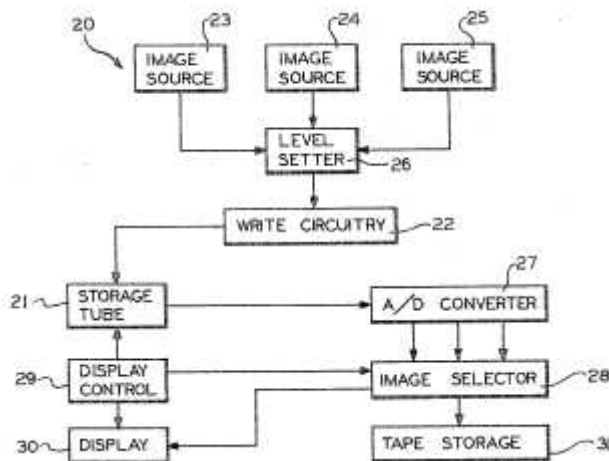 20
23
24
25
IMAGE
SOURCE
IMAGE
SOURCE
IMAGE
SOURCE
LEVEL
SETTER
26
WRITE CIRCUITRY
22
27
21
STORAGE
TUBE
A/D CONVERTER
29
DISPLAY
CONTROL
IMAGE SELECTOR
28
30
DISPLAY
TAPE STORAGE
3